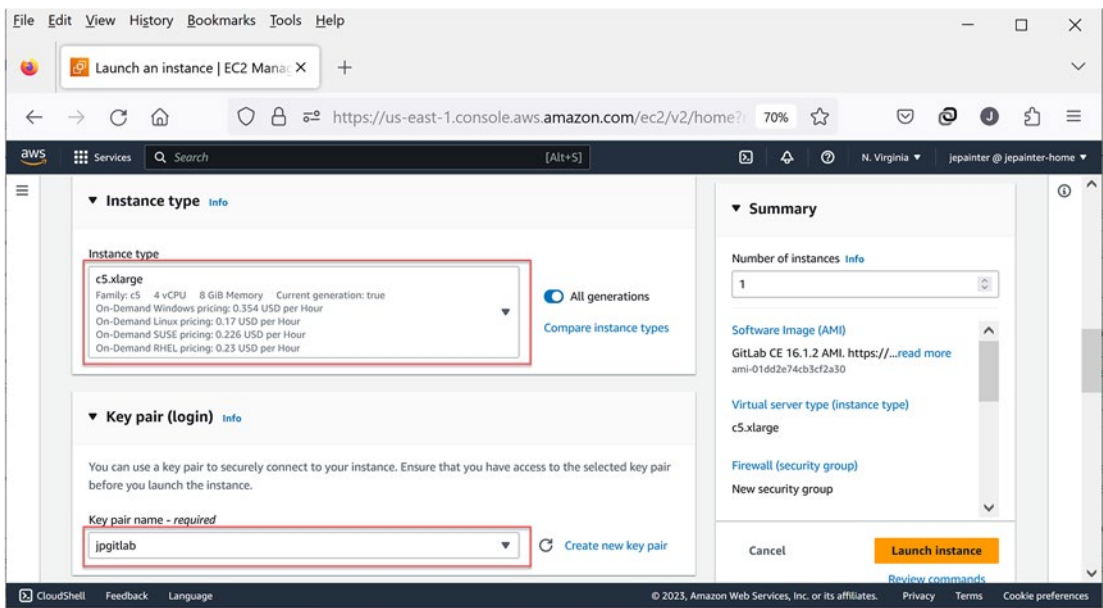 File Edit View History Bookmarks Tools Help
Launch an instance | EC2 Manag
https://us-east-1.console.aws.amazon.com/ec2/v2/home? 70% J
aws Services Search [Alt+S] N. Virginia jepainter @ jepainter-home
Instance type Info
Instance type
c5.xlarge
Family: c5 4 vCPU 8 GiB Memory Current generation: true
On-Demand Windows pricing: 0.354 USD per Hour
On-Demand Linux pricing: 0.17 USD per Hour
On-Demand SUSE pricing: 0.226 USD per Hour
On-Demand RHEL pricing: 0.23 USD per Hour
All generations
Compare instance types
Key pair (login) Info
You can use a key pair to securely connect to your instance. Ensure that you have access to the selected key pair
before you launch the instance.
Key pair name - required
jpgitlab
Create new key pair
Summary
Number of instances Info
1
Software Image (AMI)
GitLab CE 16.1.2 AMI. https://...read more
ami-01dd2e74cb3cf2a30
Virtual server type (instance type)
c5.xlarge
Firewall (security group)
New security group
Cancel Launch instance
Review commands
CloudShell Feedback Language © 2023, Amazon Web Services, Inc. or its affiliates. Privacy Terms Cookie preferences